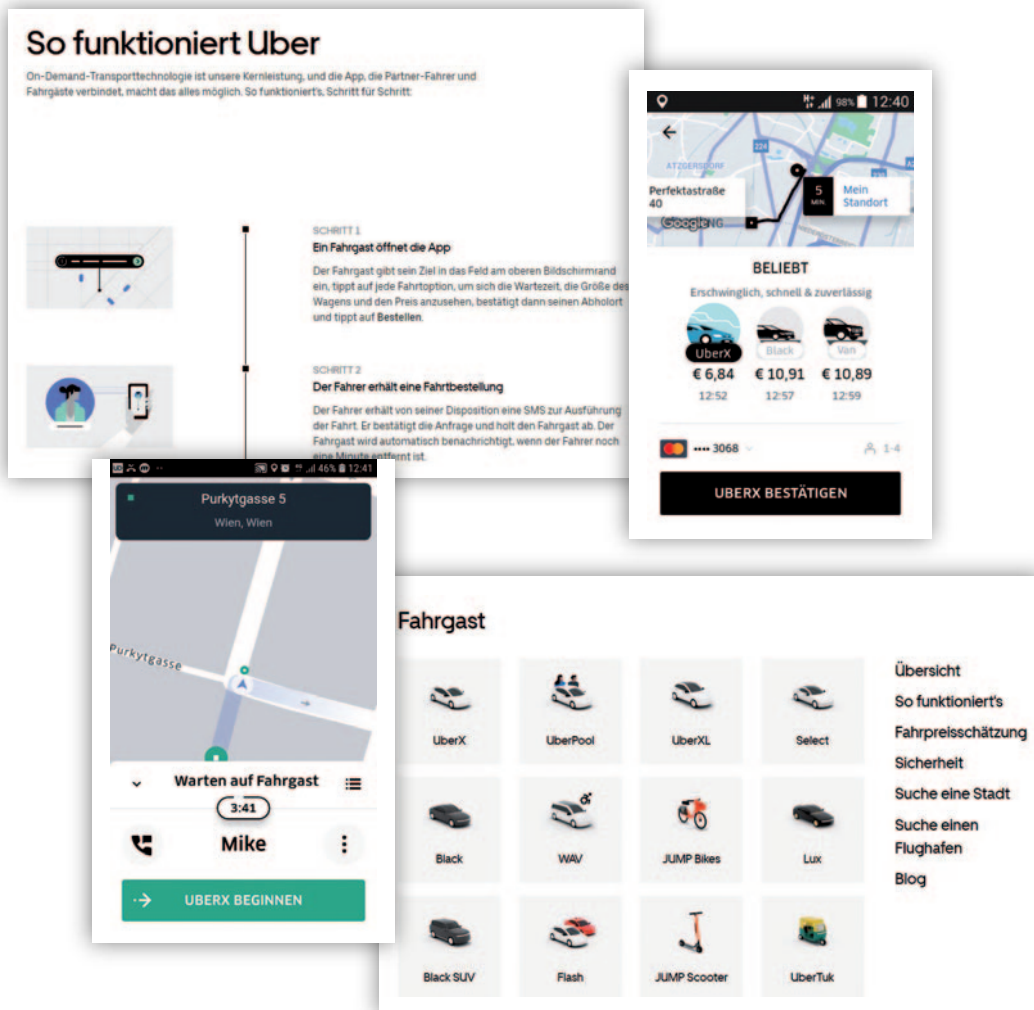 So funktioniert Uber
On-Demand-Transporttechnologie ist unsere Kernleistung, und die App, die Partner-Fahrer und
Fahrgäste verbindet, macht das alles möglich. So funktioniert's, Schritt für Schritt:
SCHRITT 1
Ein Fahrgast öffnet die App
Der Fahrgast gibt sein Ziel in das Feld am oberen Bildschirmrand
ein, tippt auf jede Fahrtoption, um sich die Wartezeit, die Größe des
Wagens und den Preis anzusehen, bestätigt dann seinen Abholort
und tippt auf Bestellen.
SCHRITT 2
Der Fahrer erhält eine Fahrtbestellung
Der Fahrer erhält von seiner Disposition eine SMS zur Ausführung
der Fahrt. Er bestätigt die Anfrage und holt den Fahrgast ab. Der
Fahrgast wird automatisch benachrichtigt, wenn der Fahrer noch
eine Minute entfernt ist.
98% 12:40
224
ATZGERSDORF
Perfektastraße
40
5
MIN.
Mein
Standort
Google
BELIEBT
Erschwinglich, schnell & zuverlässig
UberX
Black
Van
€ 6,84
€ 10,91
€ 10,89
12:52
12:57
12:59
•••• 3068
1-4
UBERX BESTÄTIGEN
46% 12:41
Purkytgasse 5
Wien, Wien
Purkytgasse
Warten auf Fahrgast
3:41
Mike
UBERX BEGINNEN
Fahrgast
UberX
UberPool
UberXL
Select
Black
WAV
JUMP Bikes
Lux
Black SUV
Flash
JUMP Scooter
UberTuk
Übersicht
So funktioniert's
Fahrpreisschätzung
Sicherheit
Suche eine Stadt
Suche einen
Flughafen
Blog